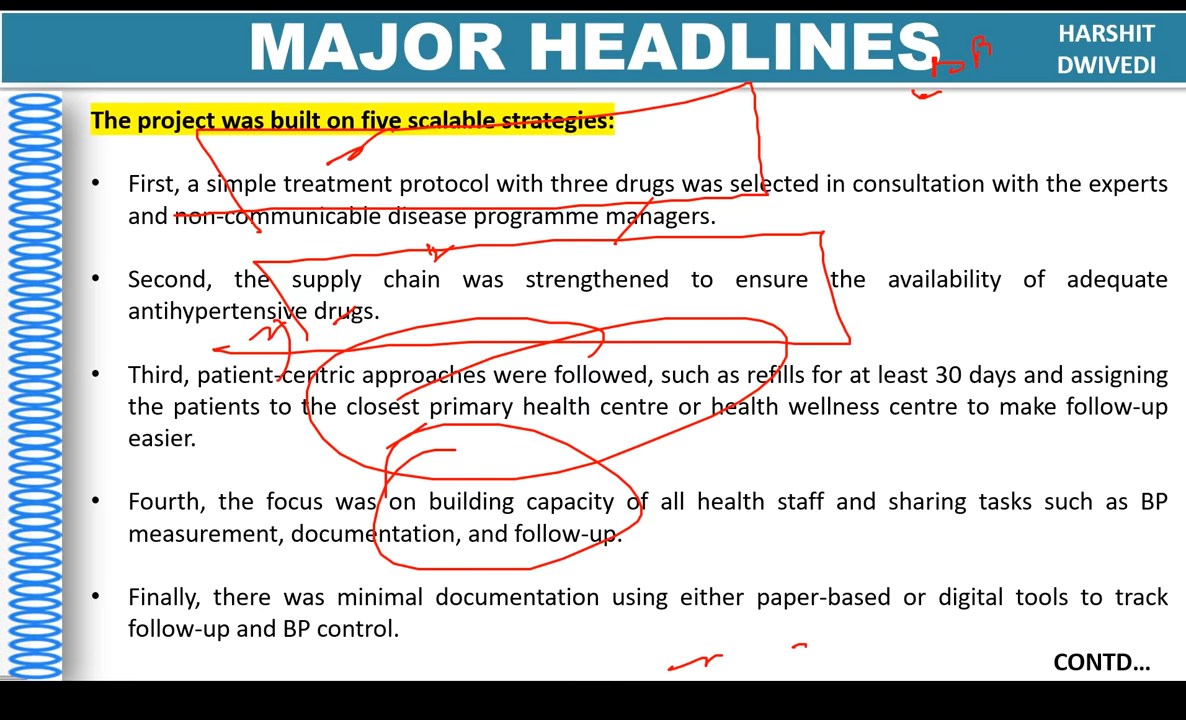 MAJOR HEADLINES
HARSHIT
DWIVEDI
The project was built on five scalable strategies:
• First, a simple treatment protocol with three drugs was selected in consultation with the experts
and non-communicable disease programme managers.
• Second, the supply chain was strengthened to ensure the availability of adequate
antihypertensive drugs.
• Third, patient-centric approaches were followed, such as refills for at least 30 days and assigning
the patients to the closest primary health centre or health wellness centre to make follow-up
easier.
• Fourth, the focus was on building capacity of all health staff and sharing tasks such as BP
measurement, documentation, and follow-up.
• Finally, there was minimal documentation using either paper-based or digital tools to track
follow-up and BP control.
CONTD...